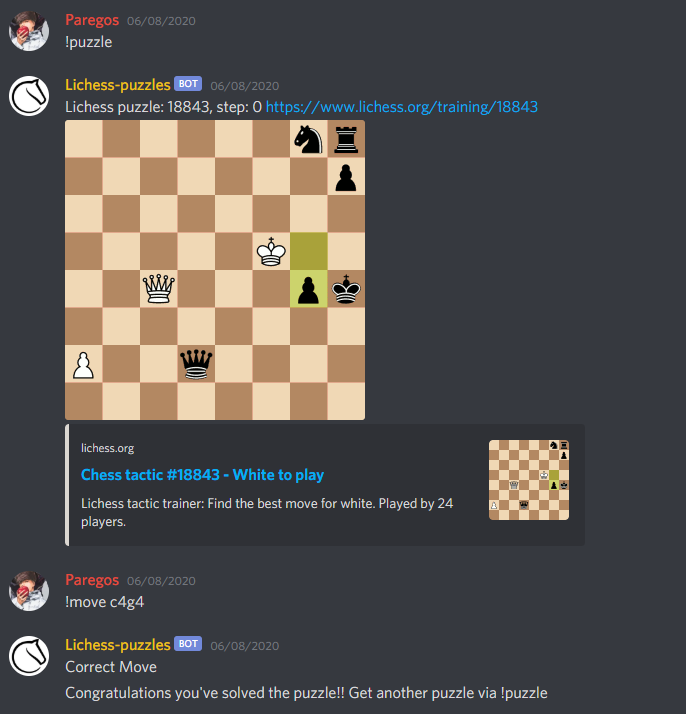 Paregos 06/08/2020
!puzzle
Lichess-puzzles BOT 06/08/2020
Lichess puzzle: 18843, step: 0 https://www.lichess.org/training/18843
lichess.org
Chess tactic #18843 - White to play
Lichess tactic trainer: Find the best move for white. Played by 24
players.
Paregos 06/08/2020
!move c4g4
Lichess-puzzles BOT 06/08/2020
Correct Move
Congratulations you've solved the puzzle!! Get another puzzle via !puzzle